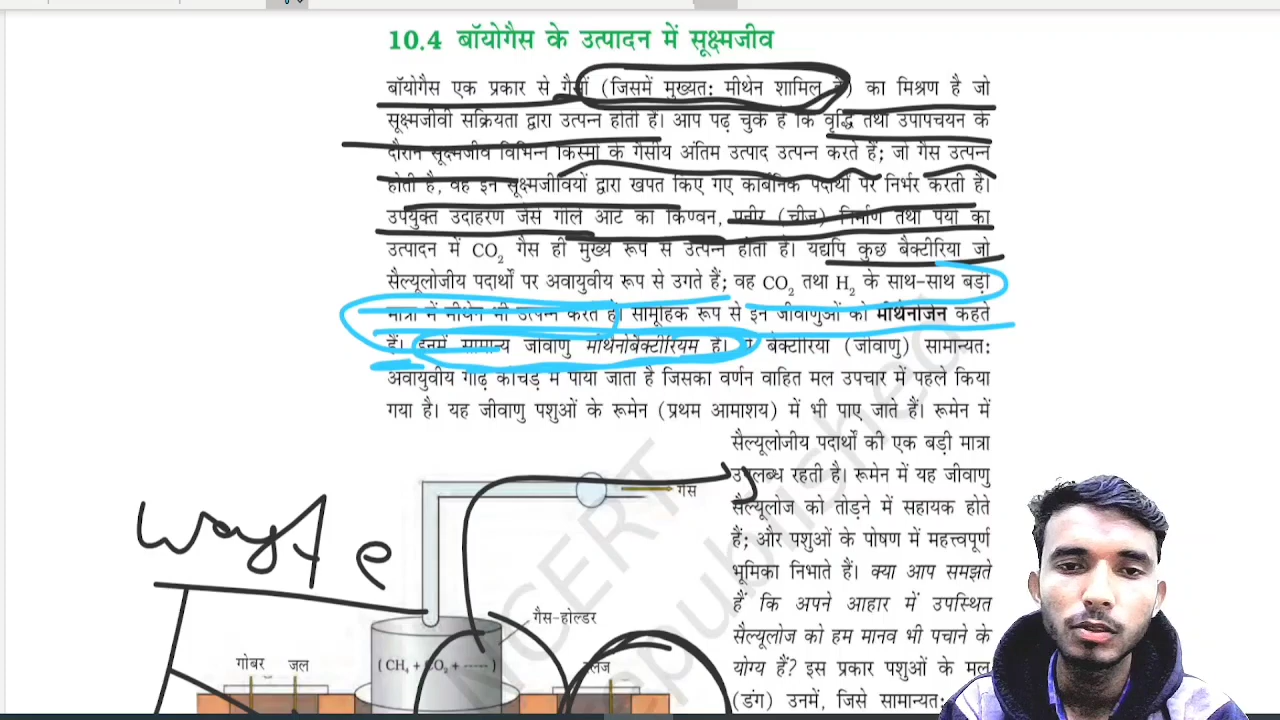 10.4 बॉयोगैस के उत्पादन में सूक्ष्मजीव
बॉयोगैस एक प्रकार से गैसों (जिसमें मुख्यतः मीथेन शामिल है) का मिश्रण है जो
सूक्ष्मजीवी सक्रियता द्वारा उत्पन्न होती है। आप पढ़ चुके हैं कि वृद्धि तथा उपापचयन के
दौरान सूक्ष्मजीव विभिन्न किस्मों के गैसीय अंतिम उत्पाद उत्पन्न करते हैं; जो गैस उत्पन्न
होती है, वह इन सूक्ष्मजीवियों द्वारा खपत किए गए कार्बनिक पदार्थों पर निर्भर करती है।
उपर्युक्त उदाहरण जैसे गीले आटे का किण्वन, पनीर (चीज) निर्माण तथा पेयों का
उत्पादन में CO₂ गैस ही मुख्य रूप से उत्पन्न होती है। यद्यपि कुछ बैक्टीरिया जो
सैल्यूलोजीय पदार्थों पर अवायुवीय रूप से उगते हैं; वह CO₂ तथा H₂ के साथ-साथ बड़ी
मात्रा में मीथेन भी उत्पन्न करते हैं। सामूहिक रूप से इन जीवाणुओं को मीथेनोजेन कहते
हैं। इनमें सामान्य जीवाणु मीथेनोबैक्टीरियम है। ये बैक्टीरिया (जीवाणु) सामान्यतः
अवायुवीय गाढ़े कीचड़ में पाया जाता है जिसका वर्णन वाहित मल उपचार में पहले किया
गया है। यह जीवाणु पशुओं के रूमेन (प्रथम आमाशय) में भी पाए जाते हैं। रूमेन में
सैल्यूलोजीय पदार्थों की एक बड़ी मात्रा
उपलब्ध रहती है। रूमेन में यह जीवाणु
सैल्यूलोज को तोड़ने में सहायक होते
हैं; और पशुओं के पोषण में महत्त्वपूर्ण
भूमिका निभाते हैं। क्या आप समझते
हैं कि अपने आहार में उपस्थित
सैल्यूलोज को हम मानव भी पचाने के
योग्य हैं? इस प्रकार पशुओं के मल
(डंग) उनमें, जिसे सामान्यतः
गैस
wayste
गैस-होल्डर
गोबर जल
(CH₄ + CO₂ + -----)
NCERT
republished